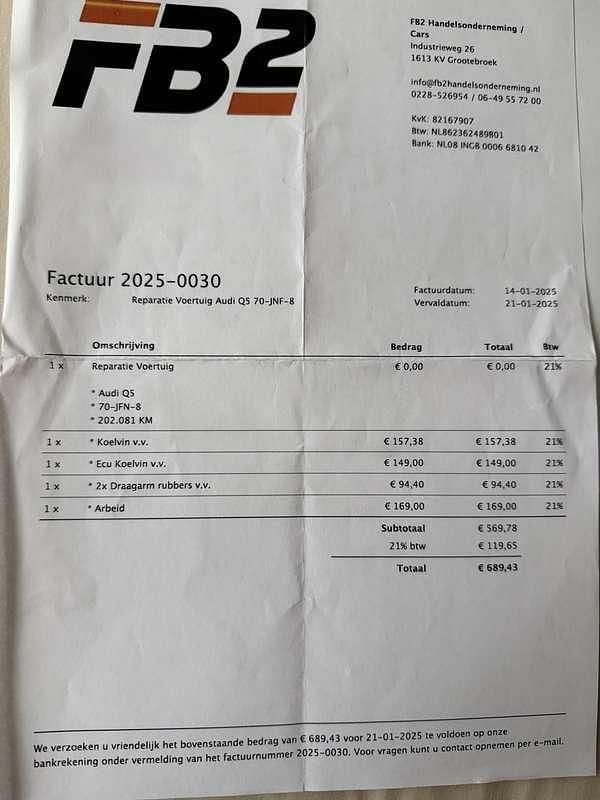 FB2
FB2 Handelsonderneming /
Cars
Industrieweg 26
1613 KV Grootebroek
info@fb2handelsonderneming.nl
0228-526954 / 06-49 55 72 00
KvK: 82167907
Btw: NL862362489B01
Bank: NL08 INGB 0006 6810 42
Factuur 2025-0030
Kenmerk: Reparatie Voertuig Audi Q5 70-JNF-8
Factuurdatum: 14-01-2025
Vervaldatum: 21-01-2025
Omschrijving Bedrag Totaal Btw
1 x Reparatie Voertuig € 0,00 € 0,00 21%
* Audi Q5
* 70-JFN-8
* 202.081 KM
1 x * Koelvin v.v. € 157,38 € 157,38 21%
1 x * Ecu Koelvin v.v. € 149,00 € 149,00 21%
1 x * 2x Draagarm rubbers v.v. € 94,40 € 94,40 21%
1 x * Arbeid € 169,00 € 169,00 21%
Subtotaal € 569,78
21% btw € 119,65
Totaal € 689,43
We verzoeken u vriendelijk het bovenstaande bedrag van € 689,43 voor 21-01-2025 te voldoen op onze
bankrekening onder vermelding van het factuurnummer 2025-0030. Voor vragen kunt u contact opnemen per e-mail.